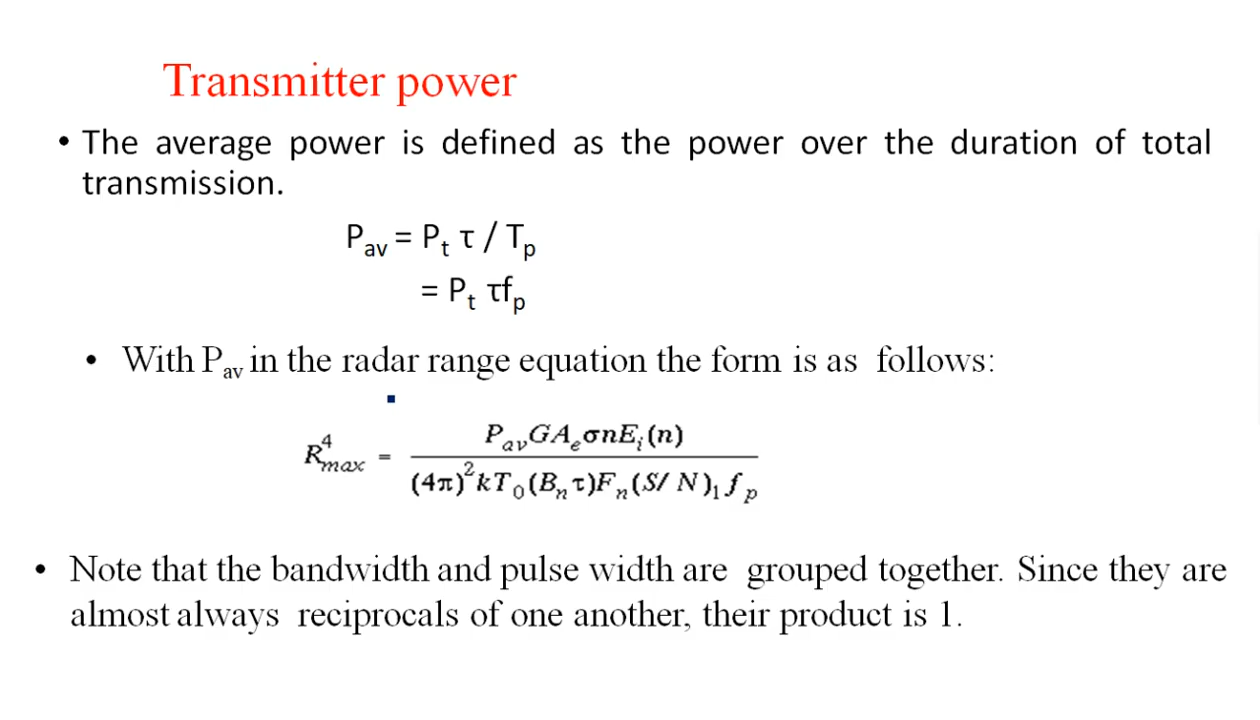 Transmitter power
• The average power is defined as the power over the duration of total
transmission.
Pav = Pt τ / Tp
= Pt τfp
• With Pav in the radar range equation the form is as follows:
R⁴max = PavGAeσnEi(n) / (4π)²kT0(Bnτ)Fn(S/N)1fp
• Note that the bandwidth and pulse width are grouped together. Since they are
almost always reciprocals of one another, their product is 1.